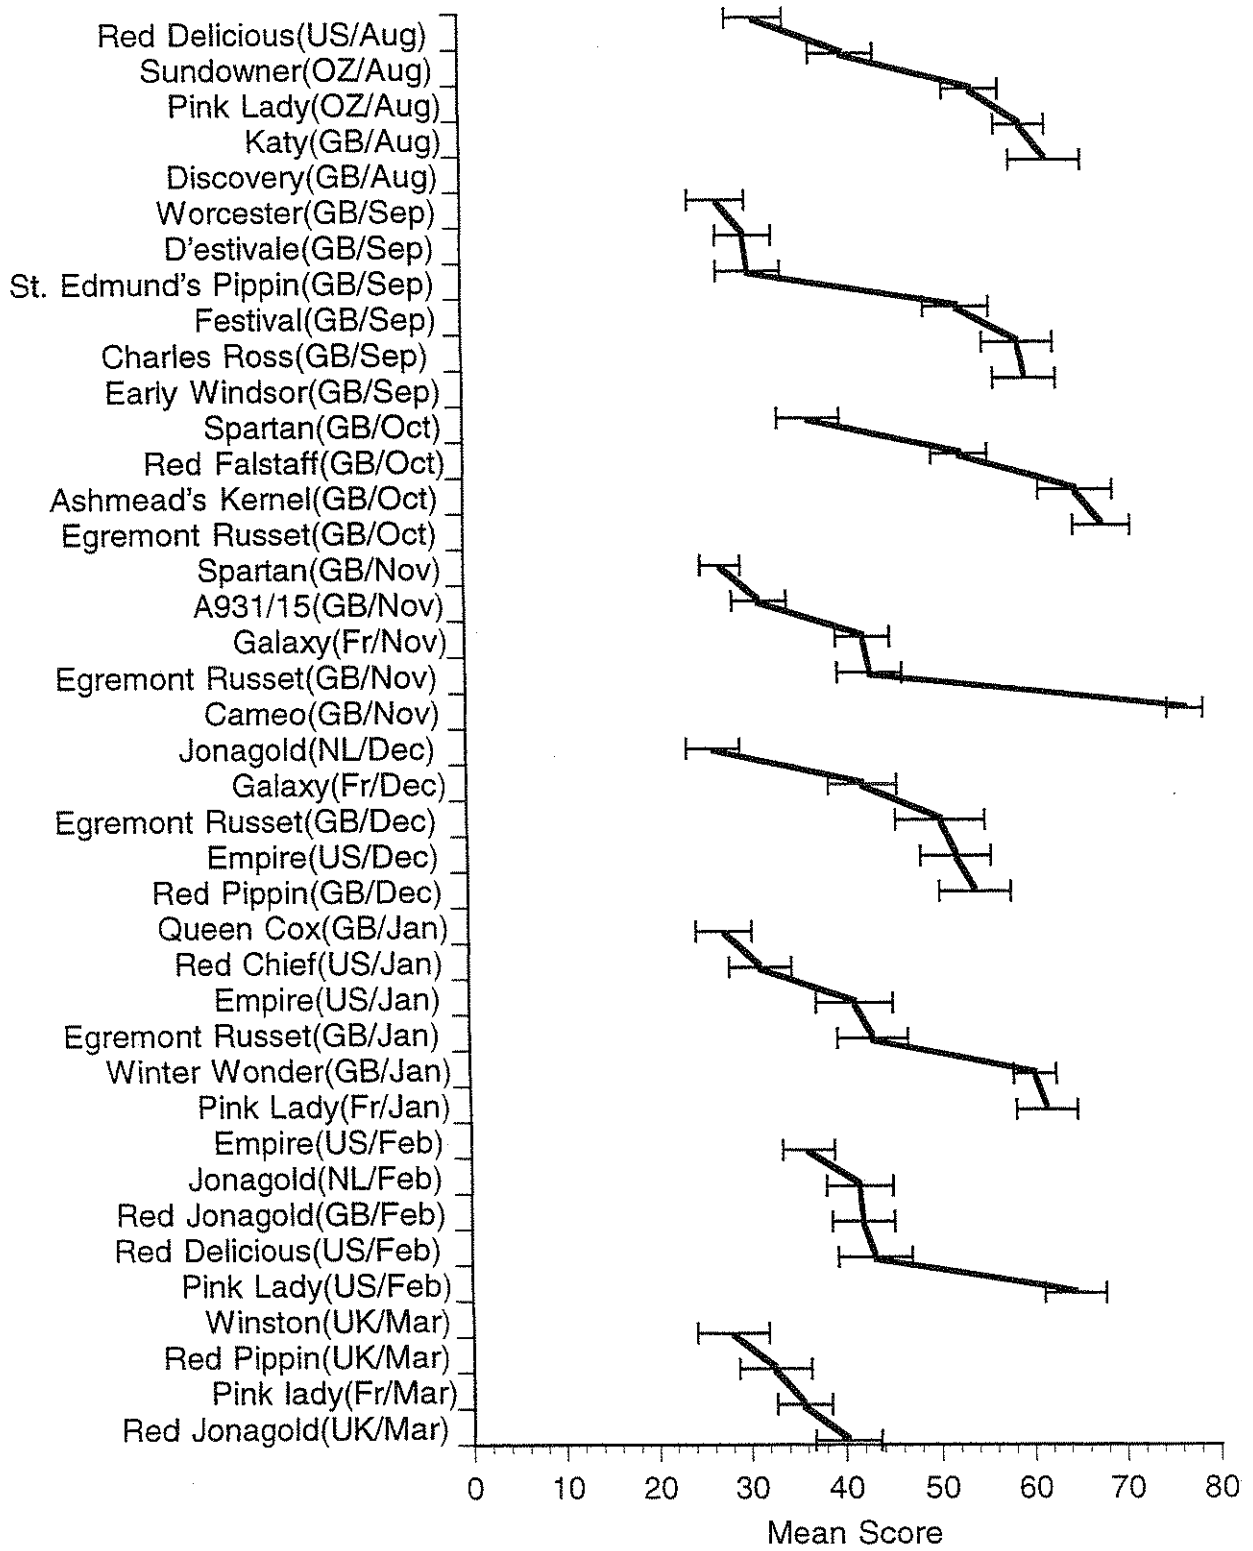 Red Delicious(US/Aug)
Sundowner(OZ/Aug)
Pink Lady(OZ/Aug)
Katy(GB/Aug)
Discovery(GB/Aug)
Worcester(GB/Sep)
D'estivale(GB/Sep)
St. Edmund's Pippin(GB/Sep)
Festival(GB/Sep)
Charles Ross(GB/Sep)
Early Windsor(GB/Sep)
Spartan(GB/Oct)
Red Falstaff(GB/Oct)
Ashmead's Kernel(GB/Oct)
Egremont Russet(GB/Oct)
Spartan(GB/Nov)
A931/15(GB/Nov)
Galaxy(Fr/Nov)
Egremont Russet(GB/Nov)
Cameo(GB/Nov)
Jonagold(NL/Dec)
Galaxy(Fr/Dec)
Egremont Russet(GB/Dec)
Empire(US/Dec)
Red Pippin(GB/Dec)
Queen Cox(GB/Jan)
Red Chief(US/Jan)
Empire(US/Jan)
Egremont Russet(GB/Jan)
Winter Wonder(GB/Jan)
Pink Lady(Fr/Jan)
Empire(US/Feb)
Jonagold(NL/Feb)
Red Jonagold(GB/Feb)
Red Delicious(US/Feb)
Pink Lady(US/Feb)
Winston(UK/Mar)
Red Pippin(UK/Mar)
Pink lady(Fr/Mar)
Red Jonagold(UK/Mar)
0 10 20 30 40 50 60 70 80
Mean Score